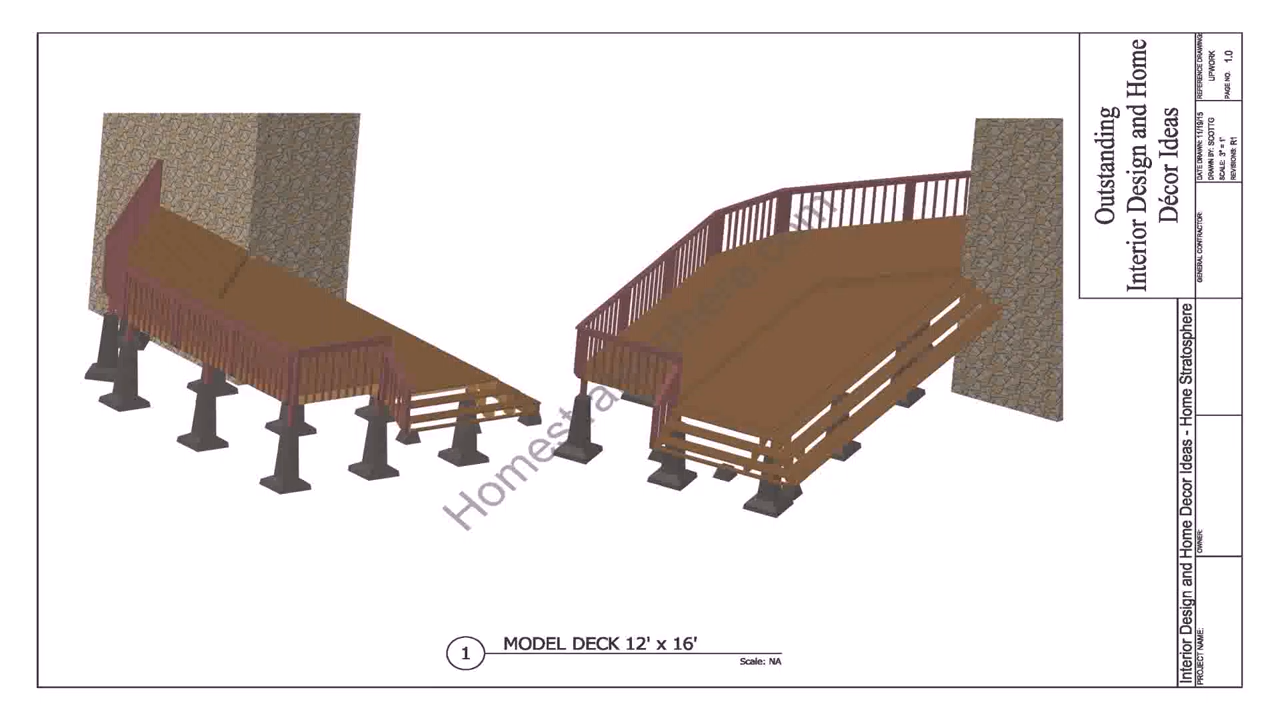 Outstanding
Interior Design and Home
Décor Ideas
REFERENCE DRAWING:
UPWORK
PAGE NO. 1.0
DATE DRAWN: 11/19/15
DRAWN BY: SCOTTG
SCALE: 3" = 1'
REVISIONS: R1
GENERAL CONTRACTOR:
OWNER:
PROJECT NAME:
Interior Design and Home Decor Ideas - Home Stratosphere
Homestratosphere.com
1
MODEL DECK 12' x 16'
Scale: NA